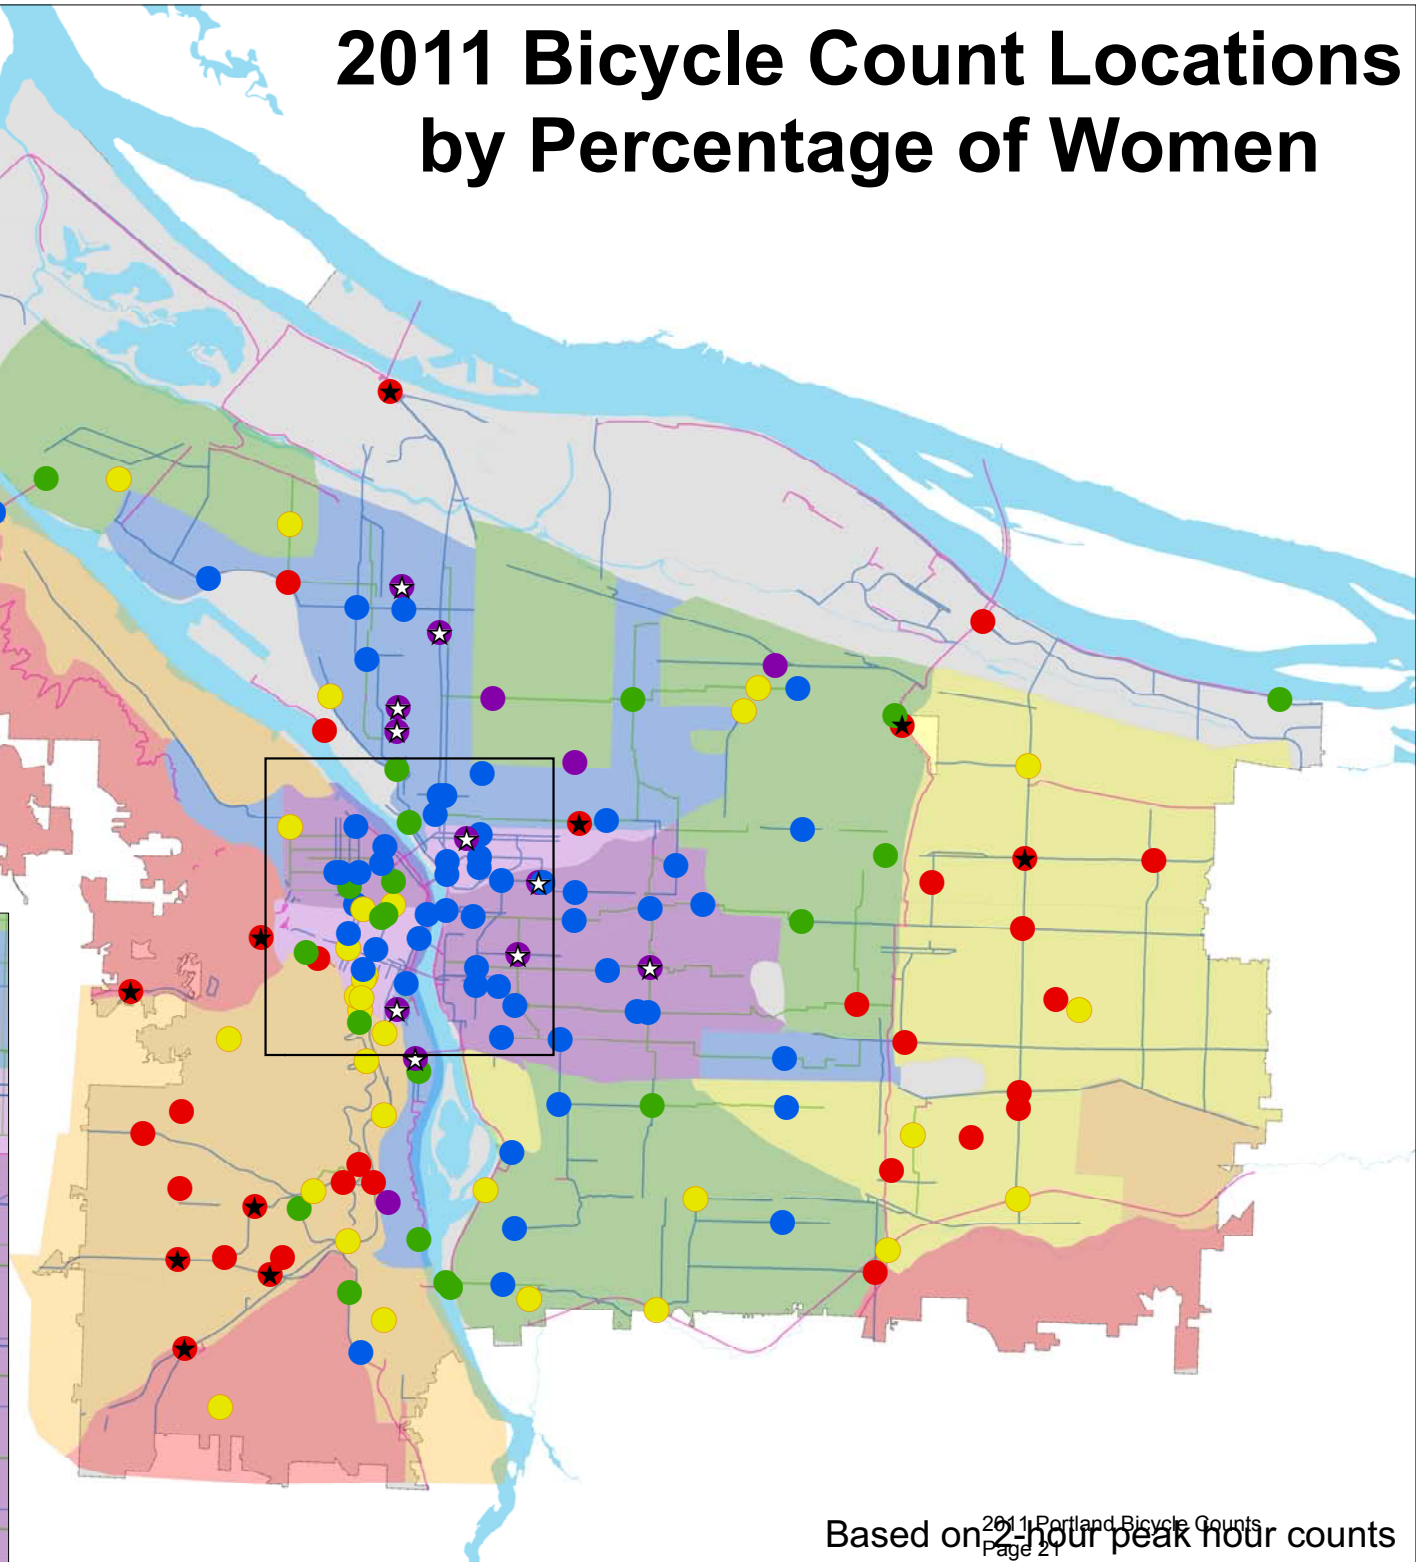 2011 Bicycle Count Locations
by Percentage of Women
Based on 2-hour peak hour counts
2011 Portland Bicycle Counts
Page 21